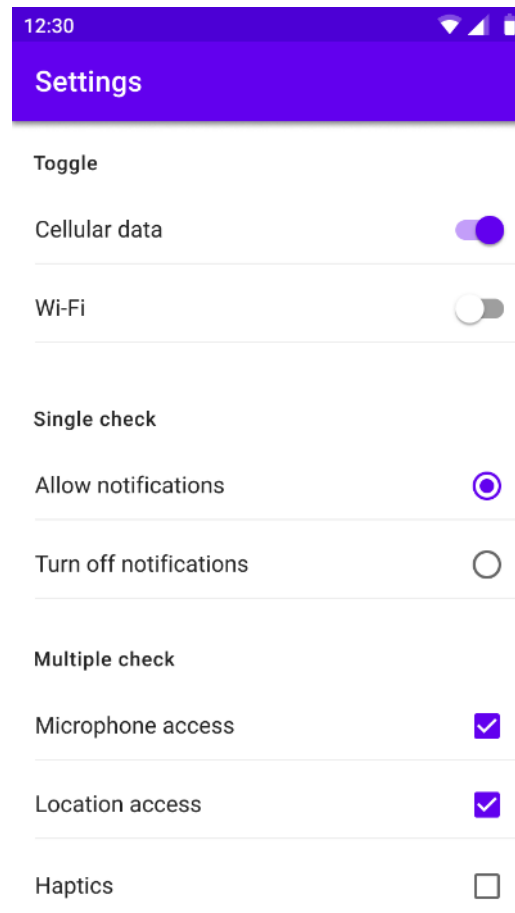 12:30
Settings
Toggle
Cellular data
Wi-Fi
Single check
Allow notifications
Turn off notifications
Multiple check
Microphone access
Location access
Haptics